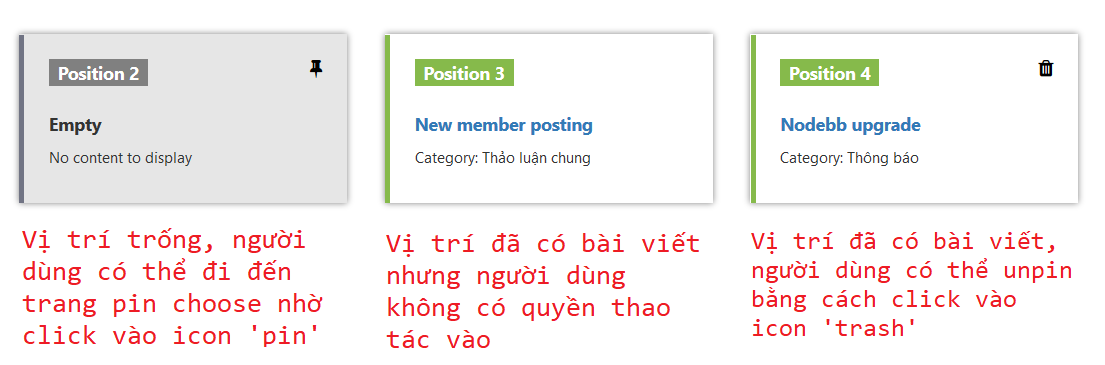 Position 2
Empty
No content to display
Vị trí trống, người
dùng có thể đi đến
trang pin choose nhờ
click vào icon 'pin'
Position 3
New member posting
Category: Thảo luận chung
Vị trí đã có bài viết
nhưng người dùng
không có quyền thao
tác vào
Position 4
Nodebb upgrade
Category: Thông báo
Vị trí đã có bài viết,
người dùng có thể unpin
bằng cách click vào
icon 'trash'